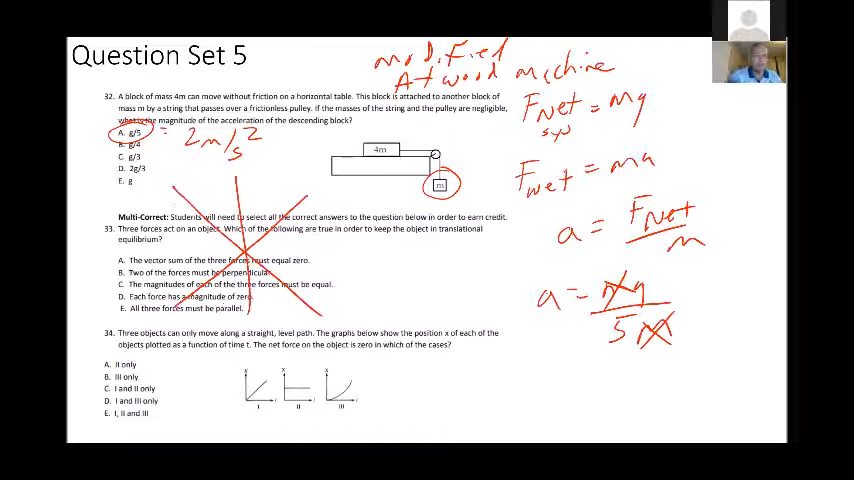 Question Set 5
modified
Atwood machine
32. A block of mass 4m can move without friction on a horizontal table. This block is attached to another block of
mass m by a string that passes over a frictionless pulley. If the masses of the string and the pulley are negligible,
what is the magnitude of the acceleration of the descending block?
A. g/5 = 2m/s^2
B. g/4
C. g/3
D. 2g/3
E. g
4m
m
Fnet = mg
sys
Fnet = ma
a = Fnet
m
a = mg
5m
Multi-Correct: Students will need to select all the correct answers to the question below in order to earn credit.
33. Three forces act on an object. Which of the following are true in order to keep the object in translational
equilibrium?
A. The vector sum of the three forces must equal zero.
B. Two of the forces must be perpendicular.
C. The magnitudes of each of the three forces must be equal.
D. Each force has a magnitude of zero.
E. All three forces must be parallel.
34. Three objects can only move along a straight, level path. The graphs below show the position x of each of the
objects plotted as a function of time t. The net force on the object is zero in which of the cases?
A. II only
B. III only
C. I and II only
D. I and III only
E. I, II and III
x x x
t t t
I II III